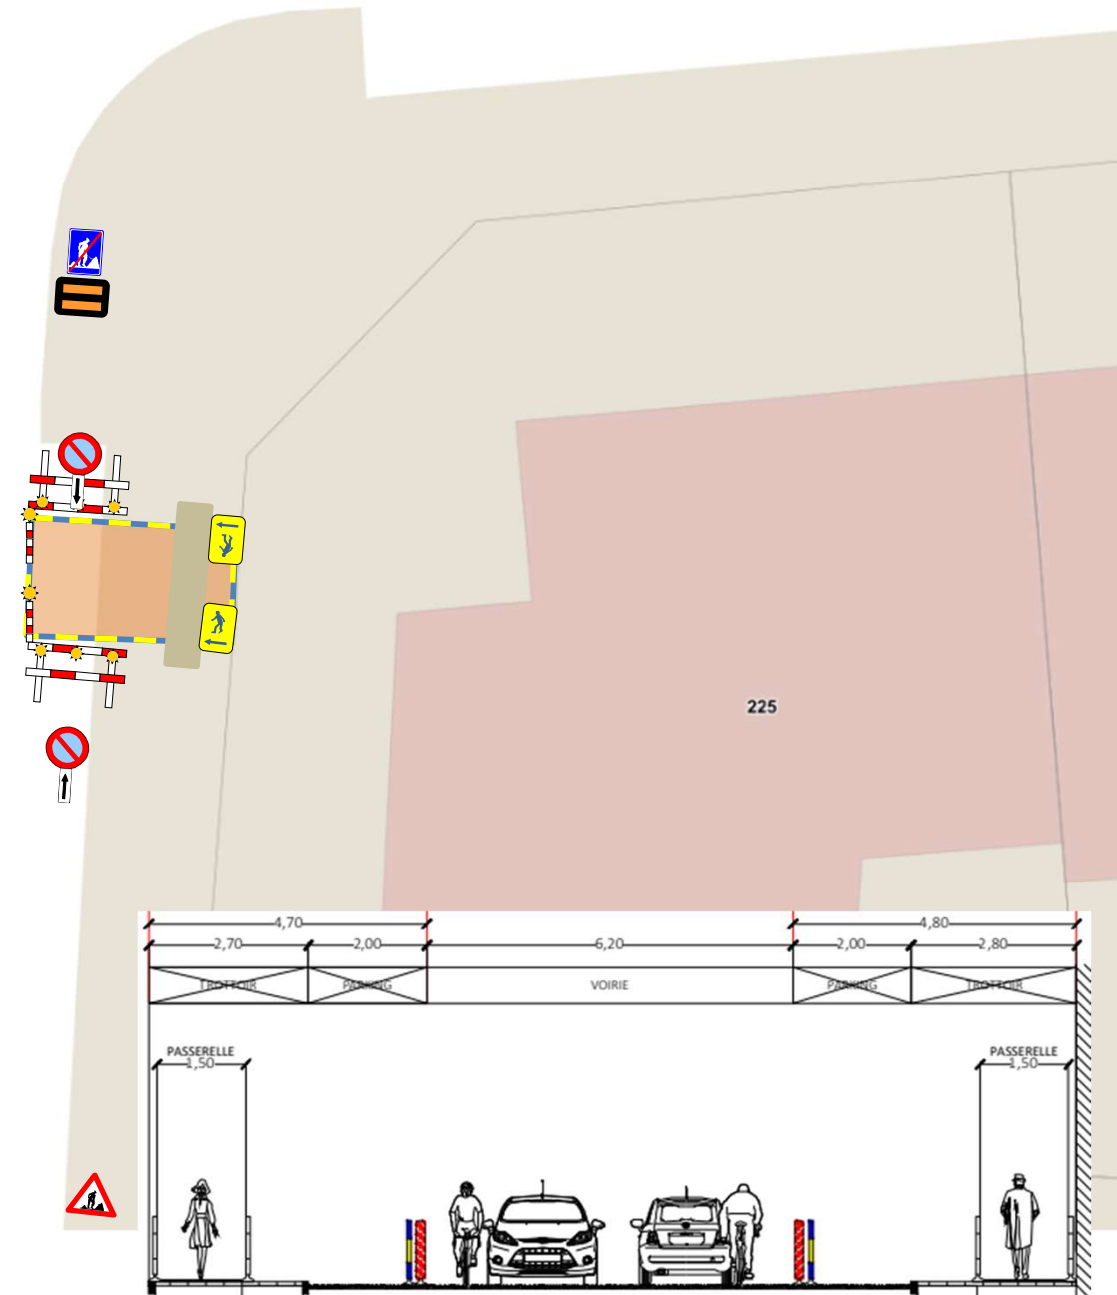 225
4,70
4,80
2,70
2,00
6,20
2,00
2,80
TROTTOIR
PARKING
VOIRIE
PARKING
TROTTOIR
PASSERELLE
1,50
PASSERELLE
1,50